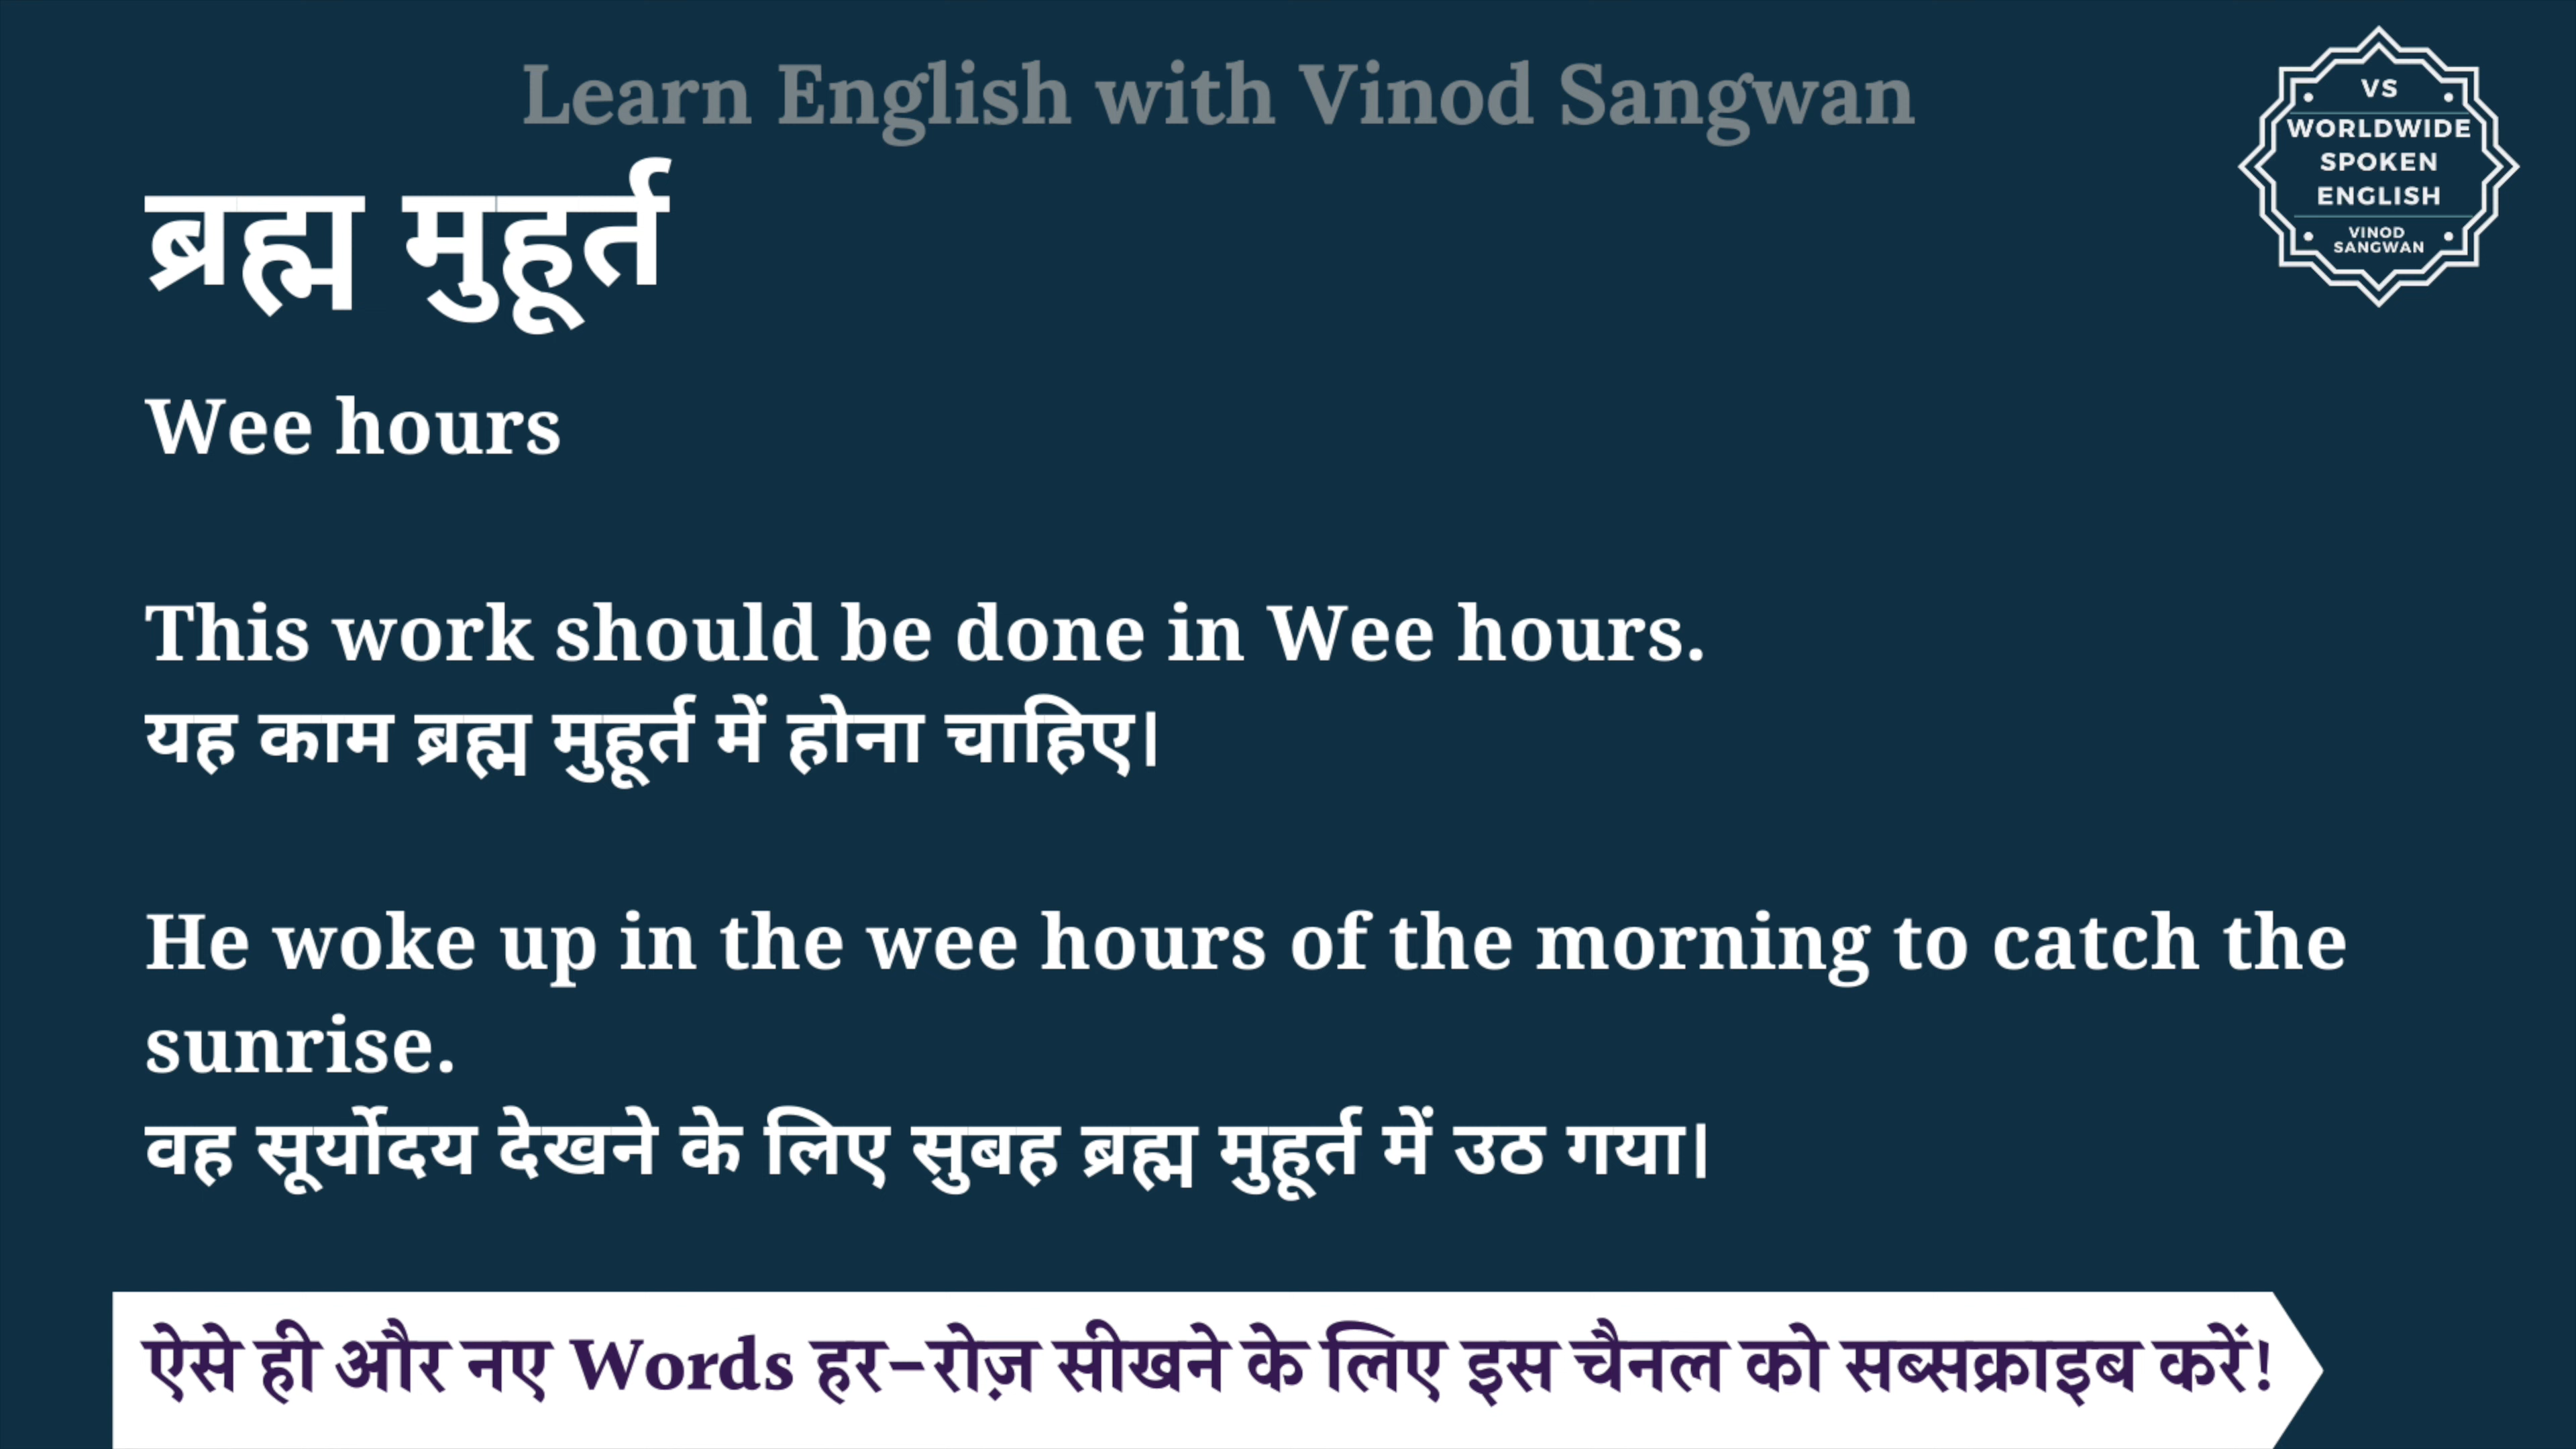 Learn English with Vinod Sangwan
VS
WORLDWIDE
SPOKEN
ENGLISH
VINOD
SANGWAN
ब्रह्म मुहूर्त
Wee hours
This work should be done in Wee hours.
यह काम ब्रह्म मुहूर्त में होना चाहिए।
He woke up in the wee hours of the morning to catch the
sunrise.
वह सूर्योदय देखने के लिए सुबह ब्रह्म मुहूर्त में उठ गया।
ऐसे ही और नए Words हर-रोज़ सीखने के लिए इस चैनल को सब्सक्राइब करें!